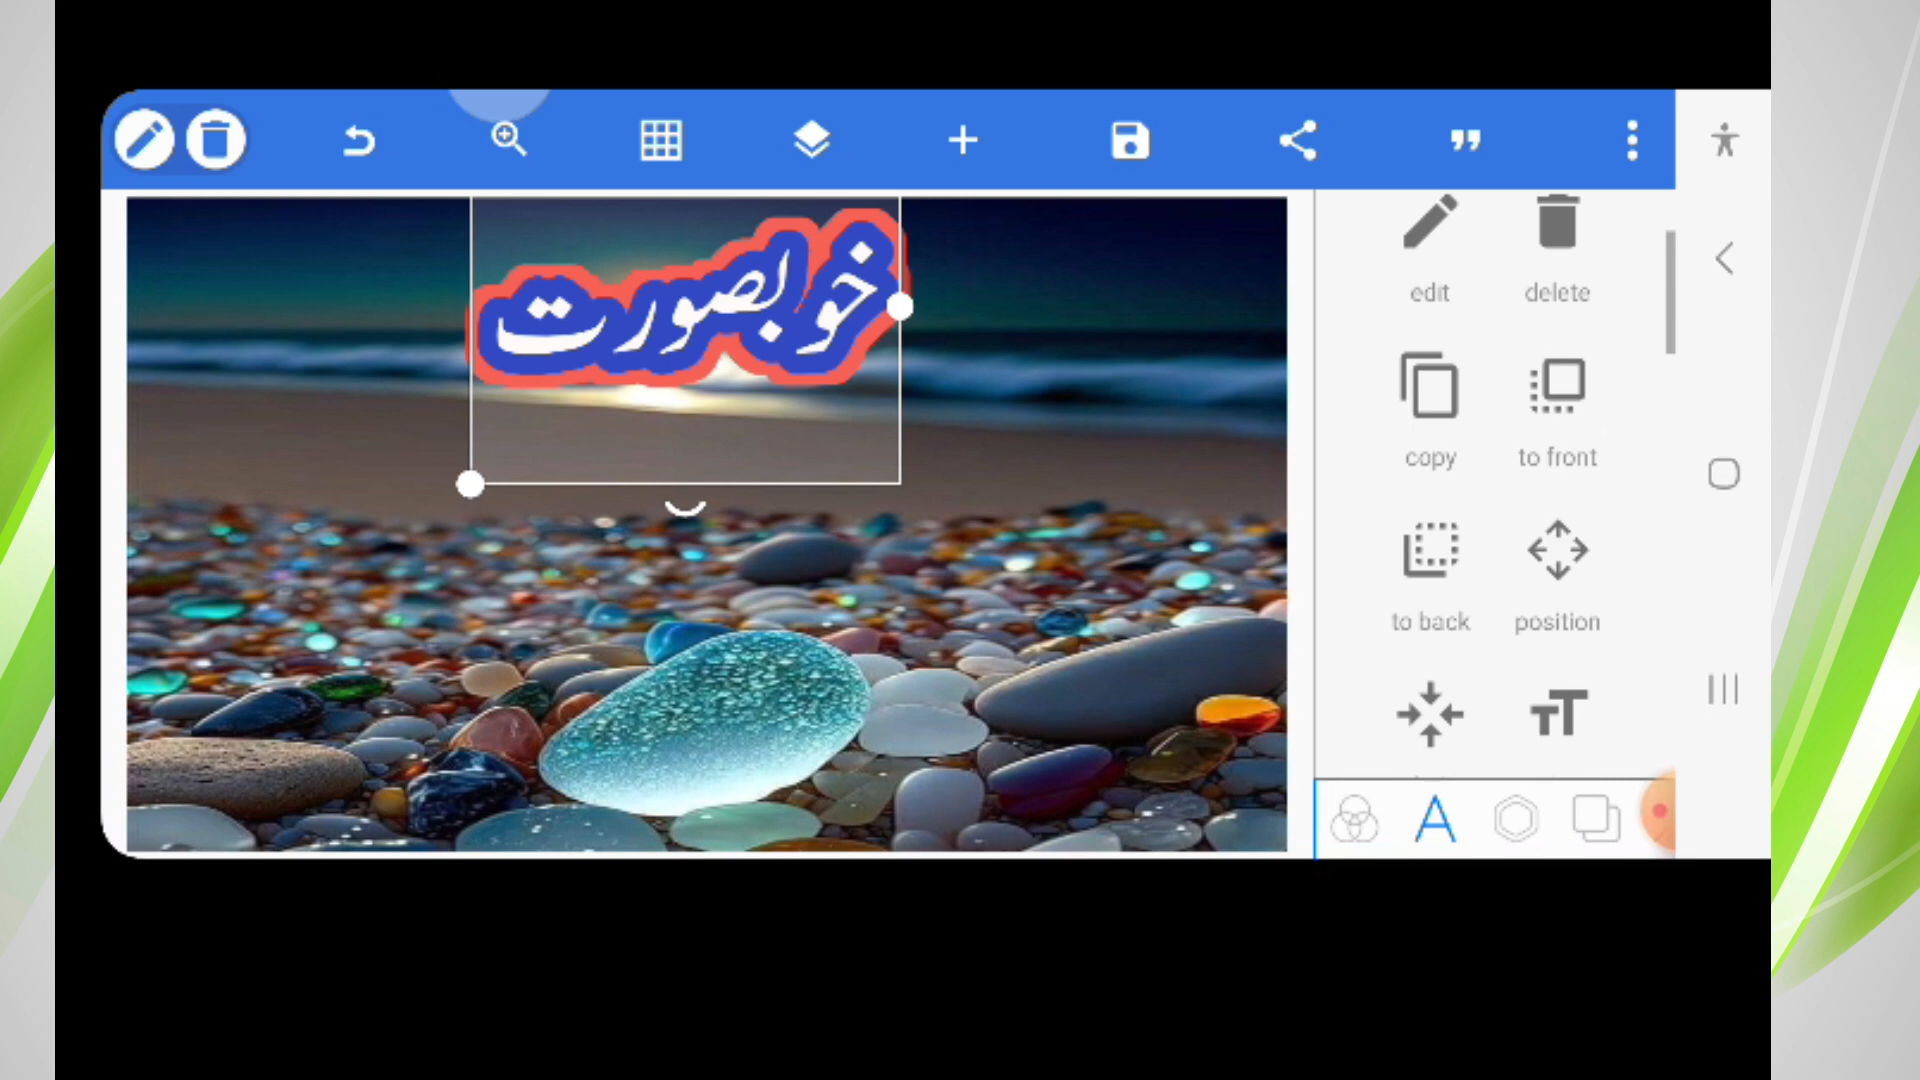 خوبصورت
edit
delete
copy
to front
to back
position